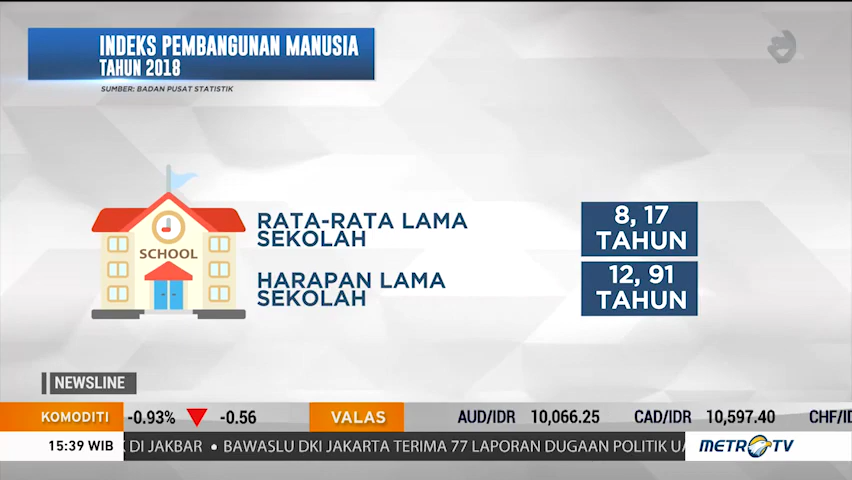 INDEKS PEMBANGUNAN MANUSIA
TAHUN 2018
SUMBER: BADAN PUSAT STATISTIK
SCHOOL
RATA-RATA LAMA
SEKOLAH
8, 17
TAHUN
HARAPAN LAMA
SEKOLAH
12, 91
TAHUN
NEWSLINE
KOMODITI -0.93% -0.56 VALAS AUD/IDR 10,066.25 CAD/IDR 10,597.40 CHF/
15:39 WIB K DI JAKBAR • BAWASLU DKI JAKARTA TERIMA 77 LAPORAN DUGAAN POLITIK METRO TV